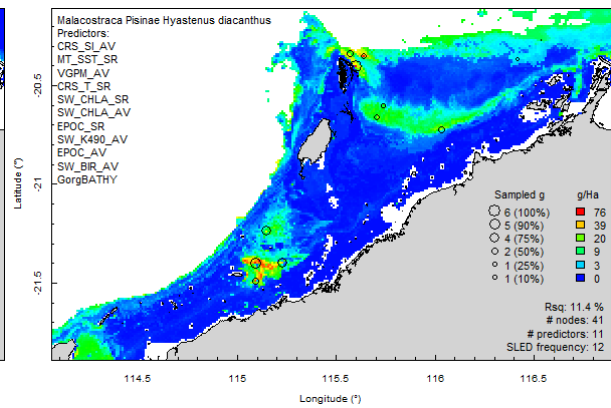 Malacostraca Pisinae Hyastenus diacanthus
Predictors:
CRS_SI_AV
MT_SST_SR
VGPM_AV
CRS_T_SR
SW_CHLA_SR
SW_CHLA_AV
EPOC_SR
SW_K490_AV
EPOC_AV
SW_BIR_AV
GorgBATHY
-20.5
-21
-21.5
Latitude (°)
Sampled g g/Ha
6 (100%) 76
5 (90%) 39
4 (75%) 20
2 (50%) 9
1 (25%) 3
1 (10%) 0
Rsq: 11.4 %
# nodes: 41
# predictors: 11
SLED frequency: 12
114.5 115 115.5 116 116.5
Longitude (°)